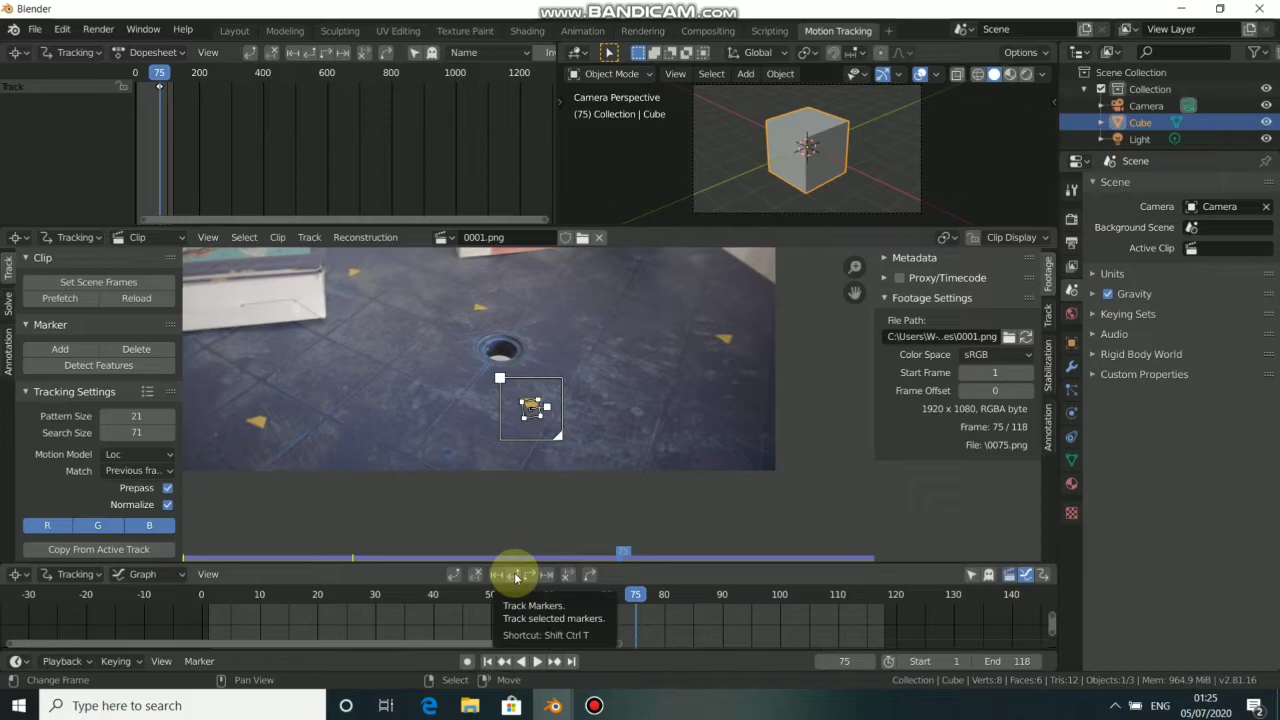 Blender
www.BANDICAM.com
File Edit Render Window Help
Layout Modeling Sculpting UV Editing Texture Paint Shading Animation Rendering Compositing Scripting Motion Tracking +
Scene View Layer
Tracking Dopesheet View Name In
0 75 200 400 600 800 1000 1200
Track
Global Options
Object Mode View Select Add Object
Camera Perspective
(75) Collection | Cube
Scene Collection
Collection
Camera
Cube
Light
Scene
Scene
Camera Camera
Background Scene
Active Clip
Units
Gravity
Keying Sets
Audio
Rigid Body World
Custom Properties
Tracking Clip View Select Clip Track Reconstruction 0001.png Clip Display
Track
Solve
Annotation
Clip
Set Scene Frames
Prefetch Reload
Marker
Add Delete
Detect Features
Tracking Settings
Pattern Size 21
Search Size 71
Motion Model Loc
Match Previous fra..
Prepass
Normalize
R G B
Copy From Active Track
Metadata
Proxy/Timecode
Footage Settings
File Path:
C:\Users\W-..es\0001.png
Color Space sRGB
Start Frame 1
Frame Offset 0
1920 x 1080, RGBA byte
Frame: 75 / 118
File: .\0075.png
Footage
Track
Stabilization
Annotation
75
Tracking Graph View
-30 -20 -10 0 10 20 30 40 50 75 80 90 100 110 120 130 140
Track Markers.
Track selected markers.
Shortcut: Shift Ctrl T
Playback Keying View Marker 75 Start 1 End 118
Change Frame Pan View Select Move Collection | Cube | Verts:8 | Faces:6 | Tris:12 | Objects:1/3 | Mem: 964.9 MiB | v2.81.16
Type here to search
ENG
01:25
05/07/2020
2